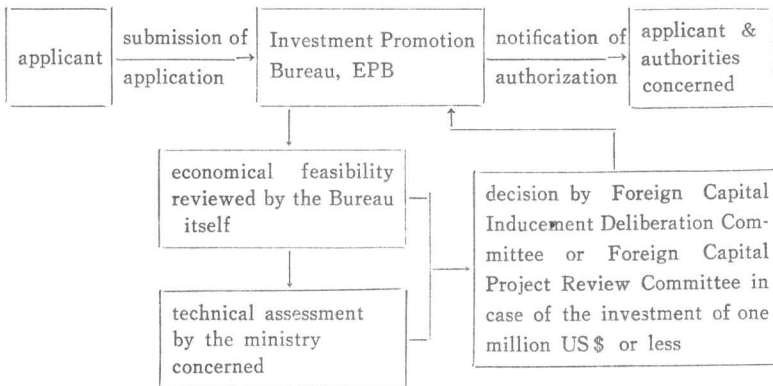 applicant
submission of
application
Investment Promotion
Bureau, EPB
notification of
authorization
applicant &
authorities
concerned
economical feasibility
reviewed by the Bureau
itself
technical assessment
by the ministry
concerned
decision by Foreign Capital
Inducement Deliberation Com-
mittee or Foreign Capital
Project Review Committee in
case of the investment of one
million US$ or less